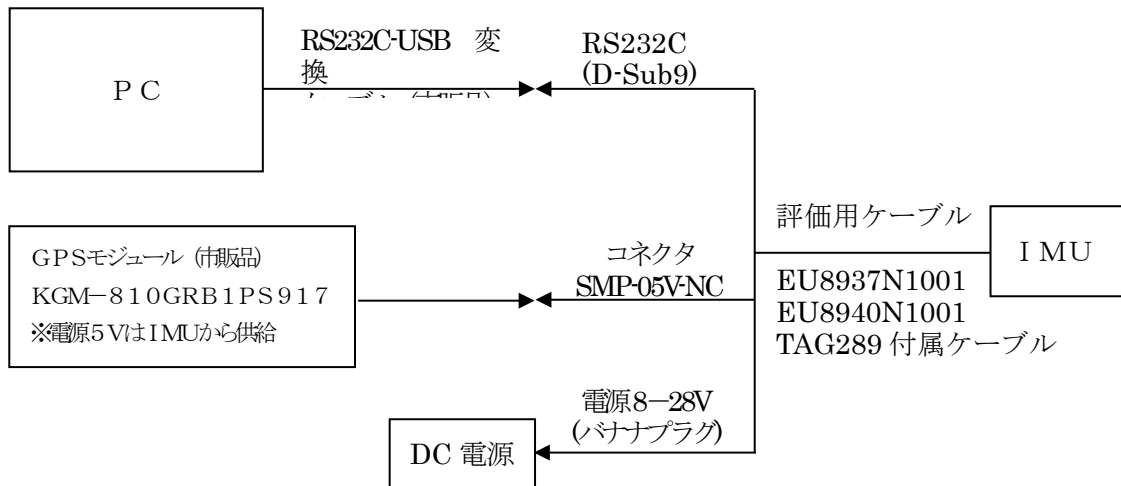 PC
RS232C-USB 変
換
RS232C
(D-Sub9)
GPSモジュール (市販品)
KGM－810GRB1PS917
※電源5VはIMUから供給
コネクタ
SMP-05V-NC
評価用ケーブル
EU8937N1001
EU8940N1001
TAG289 付属ケーブル
IMU
電源8－28V
(バナナプラグ)
DC 電源